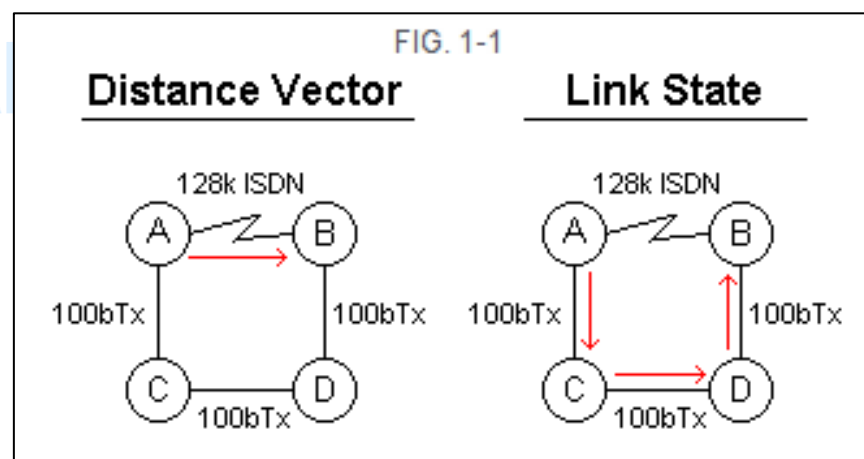 FIG. 1-1
Distance Vector
128k ISDN
A
B
100bTx
100bTx
C
D
100bTx
Link State
128k ISDN
A
B
100bTx
100bTx
C
D
100bTx